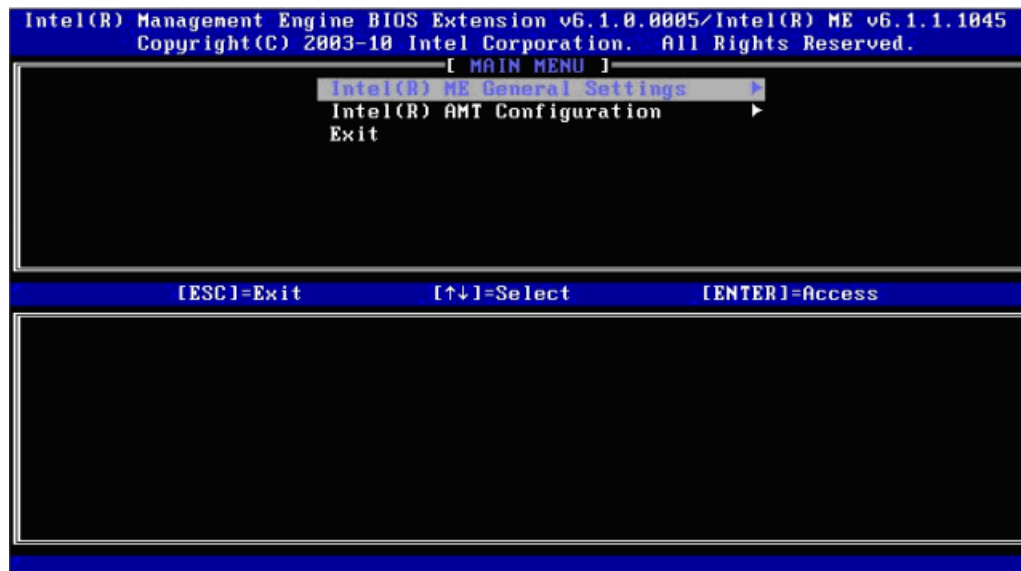 Intel(R) Management Engine BIOS Extension v6.1.0.0005/Intel(R) ME v6.1.1.1045
Copyright(C) 2003-10 Intel Corporation. All Rights Reserved.
[ MAIN MENU ]
Intel(R) ME General Settings ►
Intel(R) AMT Configuration ►
Exit
[ESC]=Exit [↑↓]=Select [ENTER]=Access